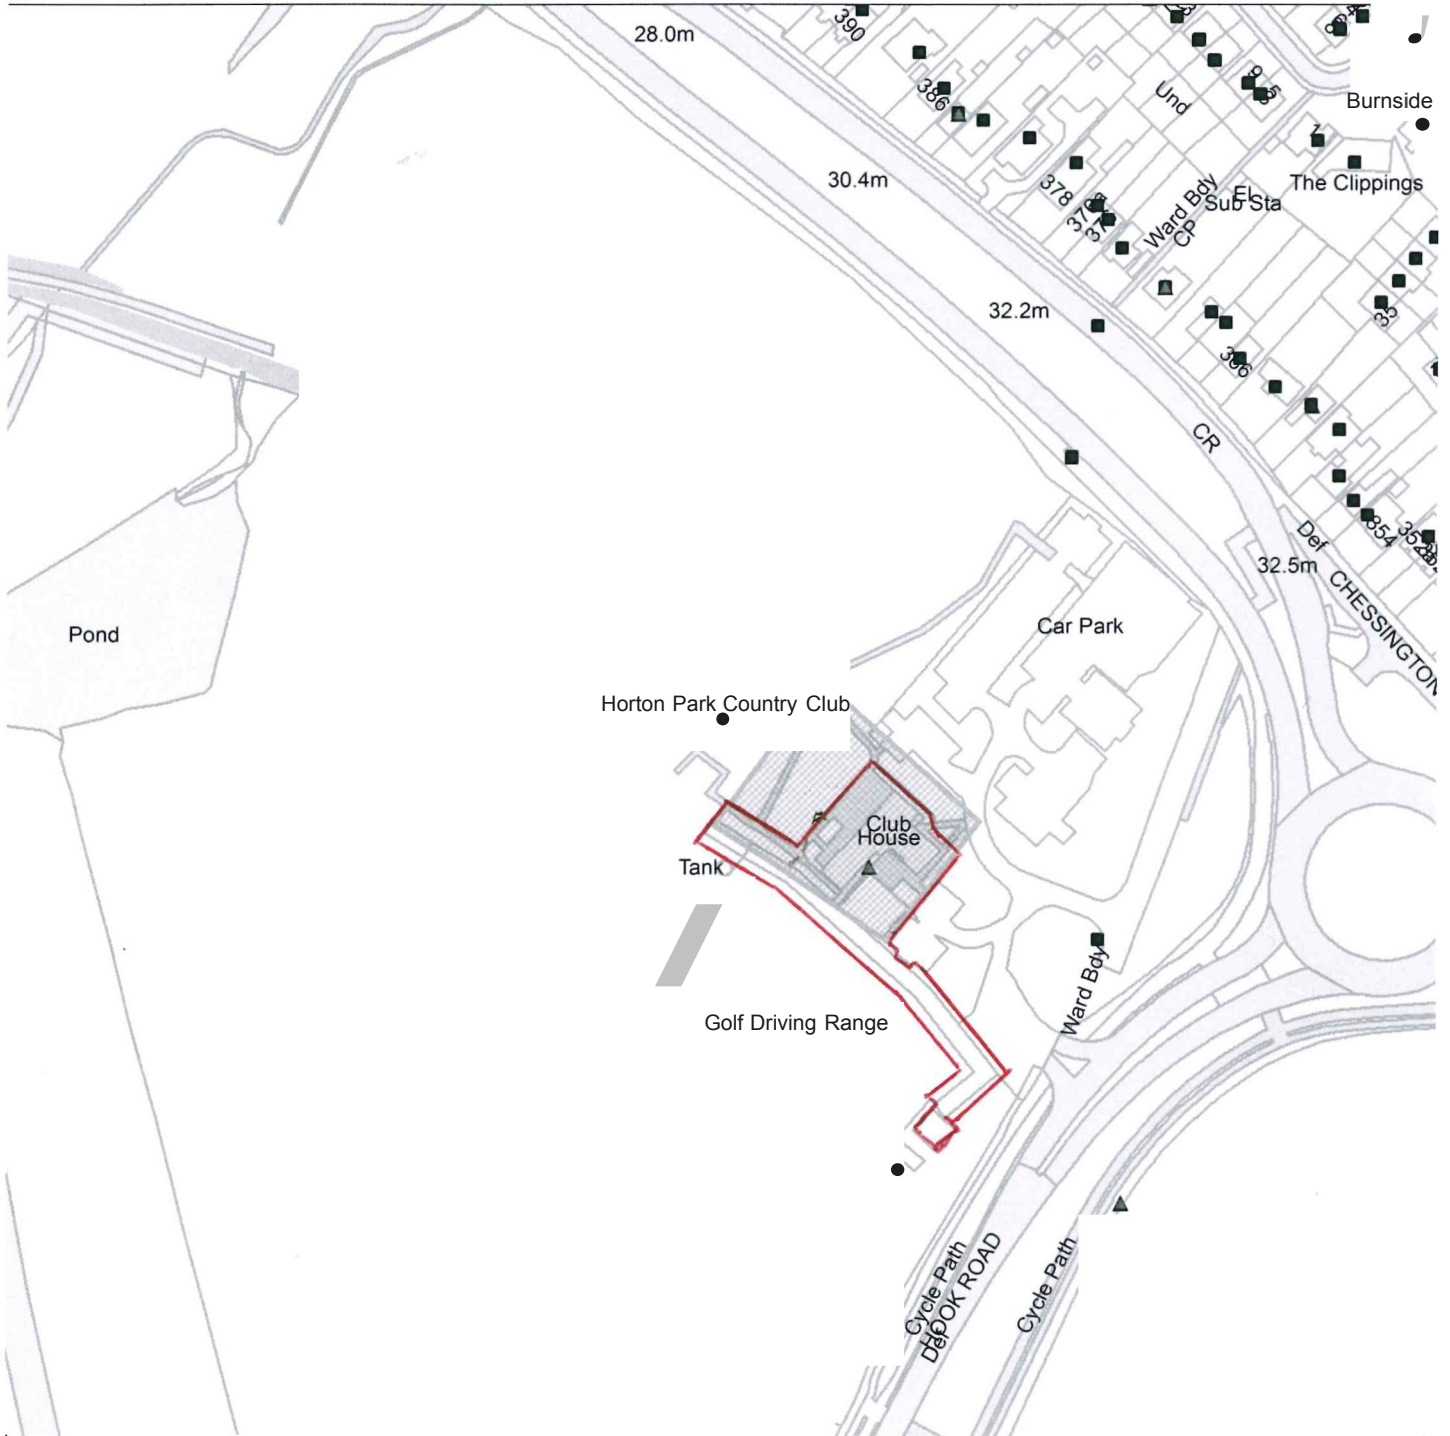 28.0m
390
386
Und
Burnside
30.4m
378
Ward Bdy
CP
El
Sub Sta
The Clippings
32.2m
35
366
CR
354
Def
32.5m
CHESSINGTON
Pond
Car Park
Horton Park Country Club
Club
House
Tank
Golf Driving Range
Ward Bdy
Cycle Path
HOOK ROAD
Def
Cycle Path